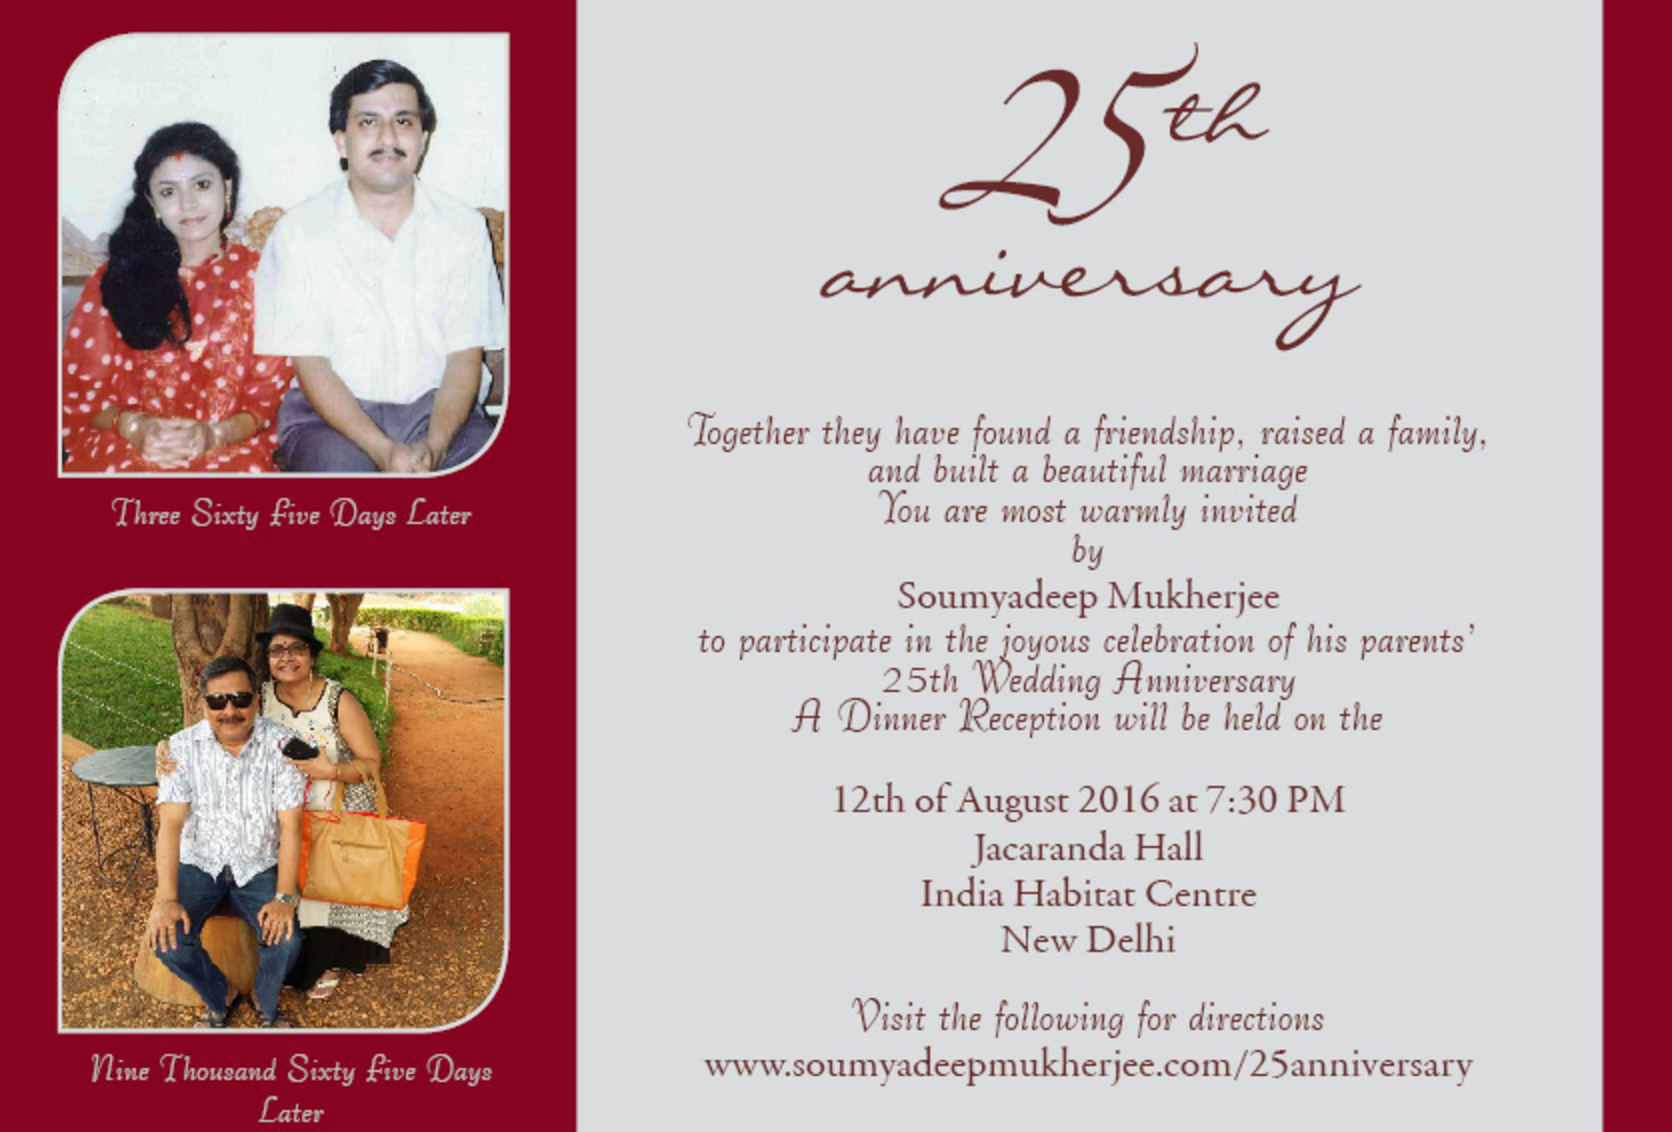 Three Sixty Five Days Later
Nine Thousand Sixty Five Days
Later
25th
anniversary
Together they have found a friendship, raised a family,
and built a beautiful marriage
You are most warmly invited
by
Soumyadeep Mukherjee
to participate in the joyous celebration of his parents'
25th Wedding Anniversary
A Dinner Reception will be held on the
12th of August 2016 at 7:30 PM
Jacaranda Hall
India Habitat Centre
New Delhi
Visit the following for directions
www.soumyadeepmukherjee.com/25anniversary